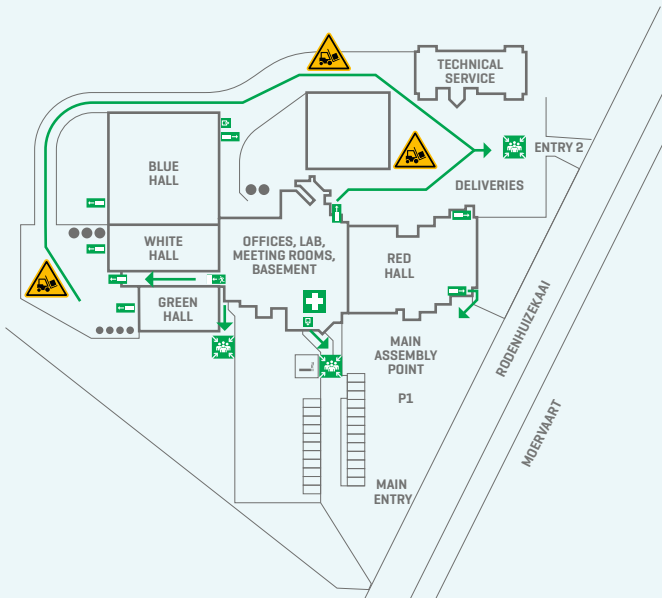 TECHNICAL
SERVICE
ENTRY 2
BLUE
HALL
DELIVERIES
WHITE
HALL
OFFICES, LAB,
MEETING ROOMS,
BASEMENT
RED
HALL
GREEN
HALL
MAIN
ASSEMBLY
POINT
P1
RODENHUIZEKAAI
MOERVAART
MAIN
ENTRY